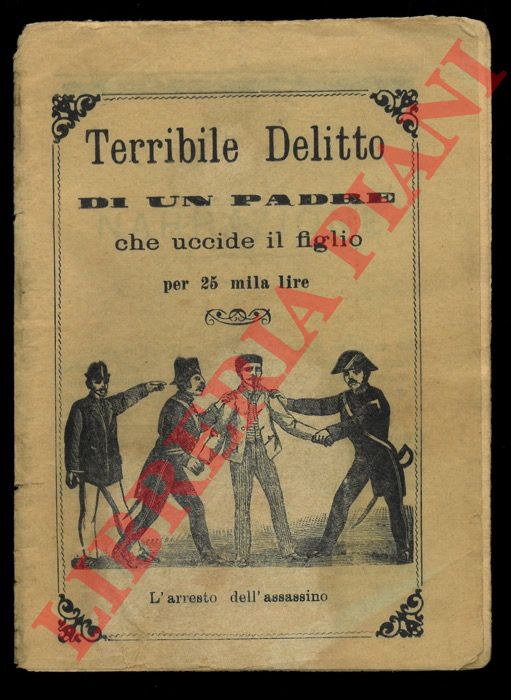 Terribile Delitto
DI UN PADRE
che uccide il figlio
per 25 mila lire
L'arresto dell'assassino
LIBRERIA PIANI